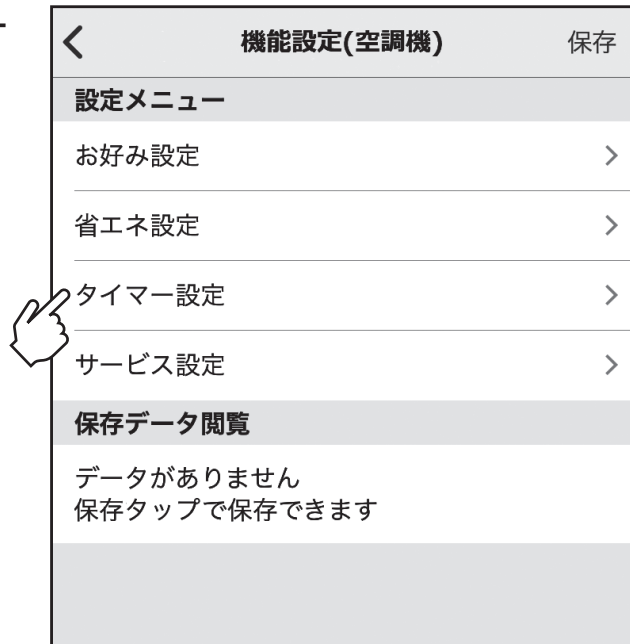 機能設定(空調機) 保存
設定メニュー
お好み設定
省エネ設定
タイマー設定
サービス設定
保存データ閲覧
データがありません
保存タップで保存できます